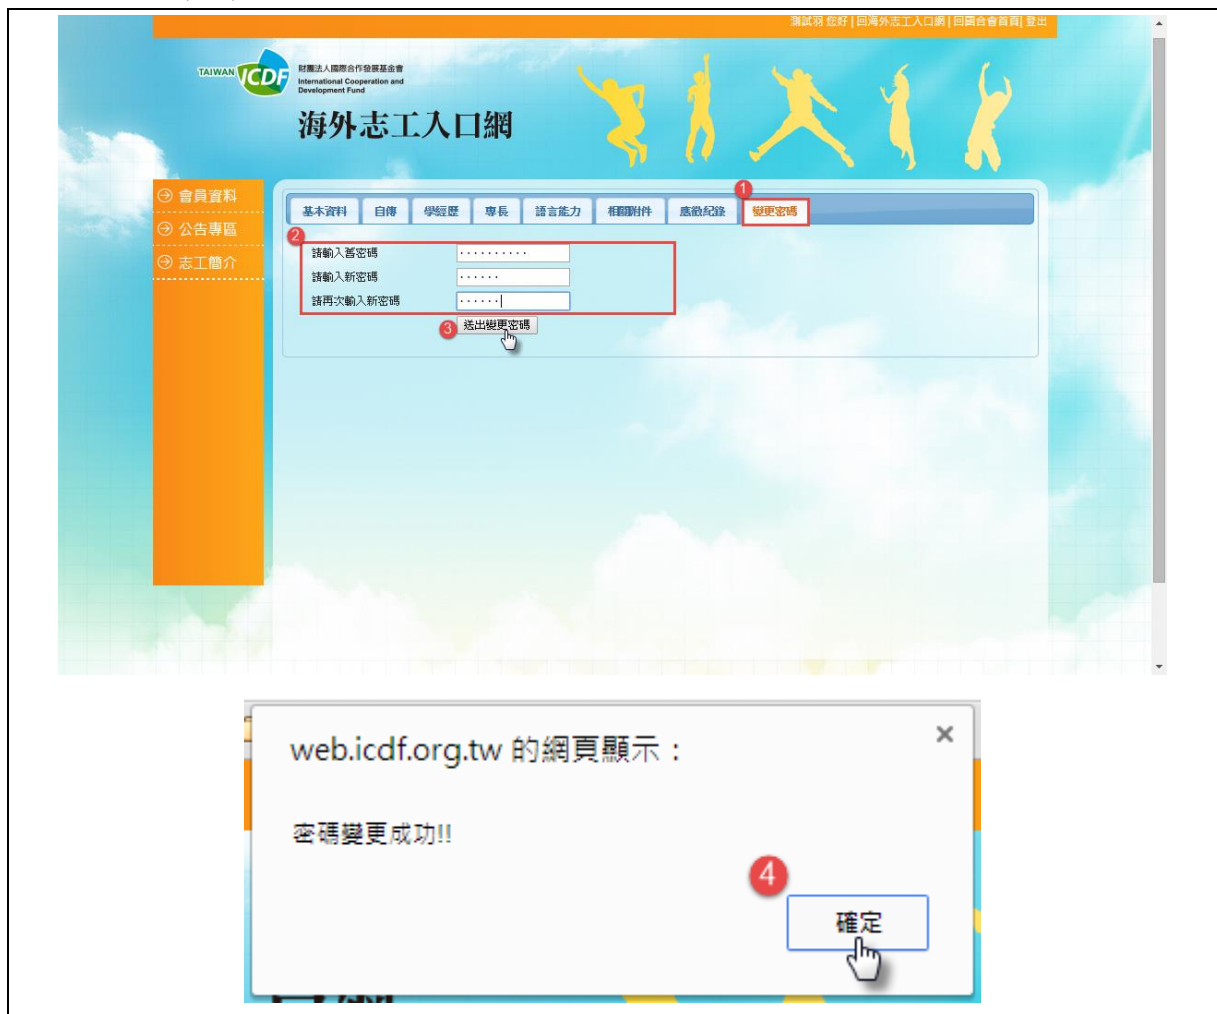 測試羽 您好 | 回海外志工入口網 | 回國合會首頁 | 登出
TAIWAN ICDF
財團法人國際合作發展基金會
International Cooperation and
Development Fund
海外志工入口網
會員資料
公告專區
志工簡介
1
基本資料 自傳 學經歷 專長 語言能力 相關附件 應徵紀錄 變更密碼
2
請輸入舊密碼
請輸入新密碼
請再次輸入新密碼
3 送出變更密碼
web.icdf.org.tw 的網頁顯示：
密碼變更成功!!
4
確定